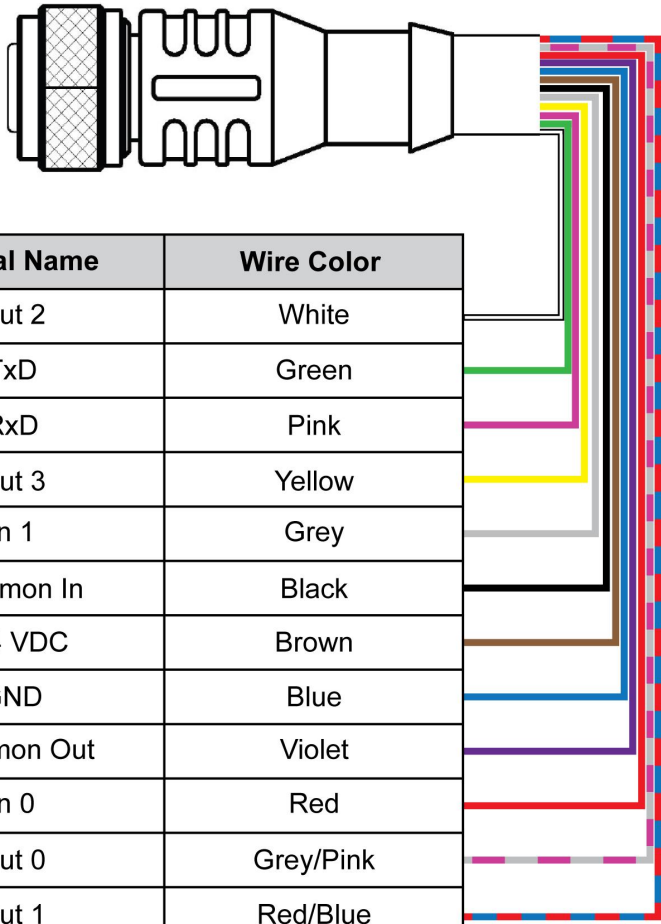 al Name Wire Color
ut 2 White
TxD Green
RxD Pink
ut 3 Yellow
n 1 Grey
mon In Black
VDC Brown
GND Blue
mon Out Violet
n 0 Red
ut 0 Grey/Pink
ut 1 Red/Blue